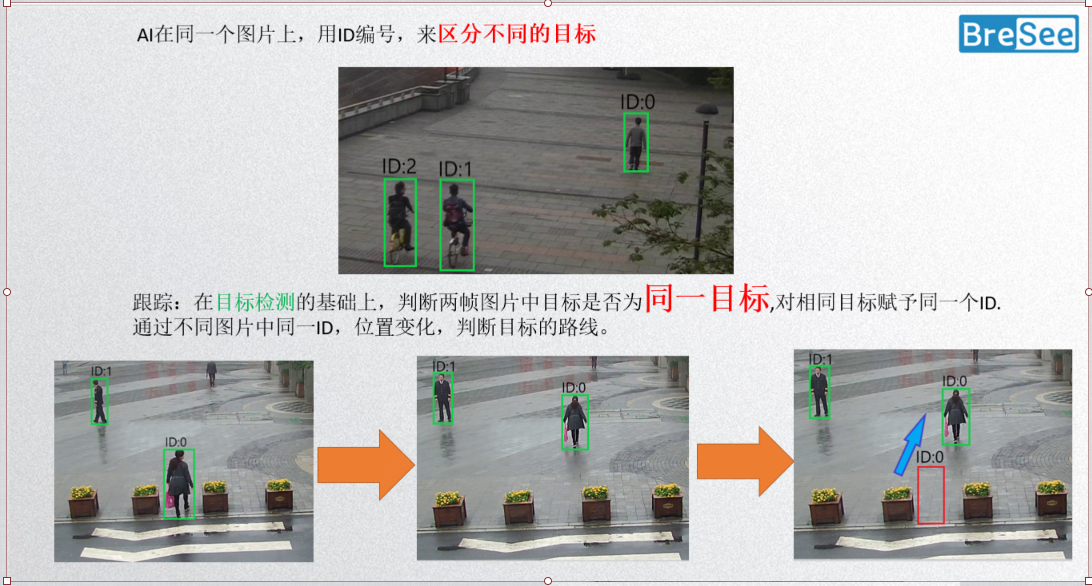 AI在同一个图片上，用ID编号，来区分不同的目标
BreSee
ID:0
ID:2
ID:1
跟踪：在目标检测的基础上，判断两帧图片中目标是否为同一目标,对相同目标赋予同一个ID.
通过不同图片中同一ID，位置变化，判断目标的路线。
ID:1
ID:0
ID:1
ID:0
ID:1
ID:0
ID:0